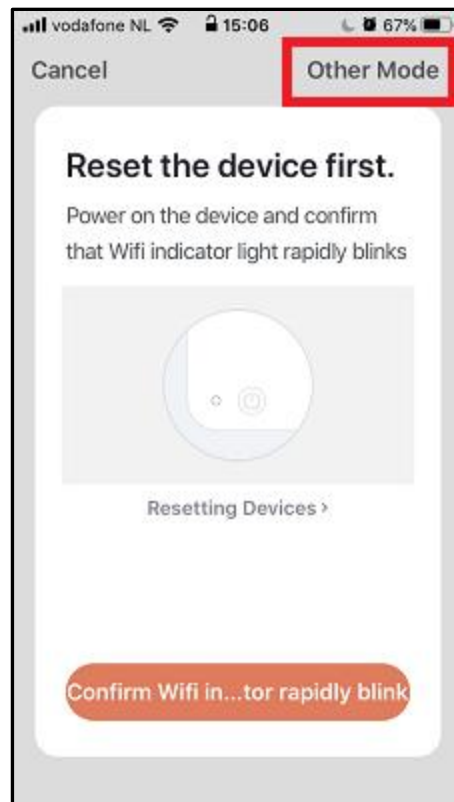 vodafone NL 15:06 67%
Cancel Other Mode
Reset the device first.
Power on the device and confirm
that Wifi indicator light rapidly blinks
Resetting Devices >
Confirm Wifi in...tor rapidly blink